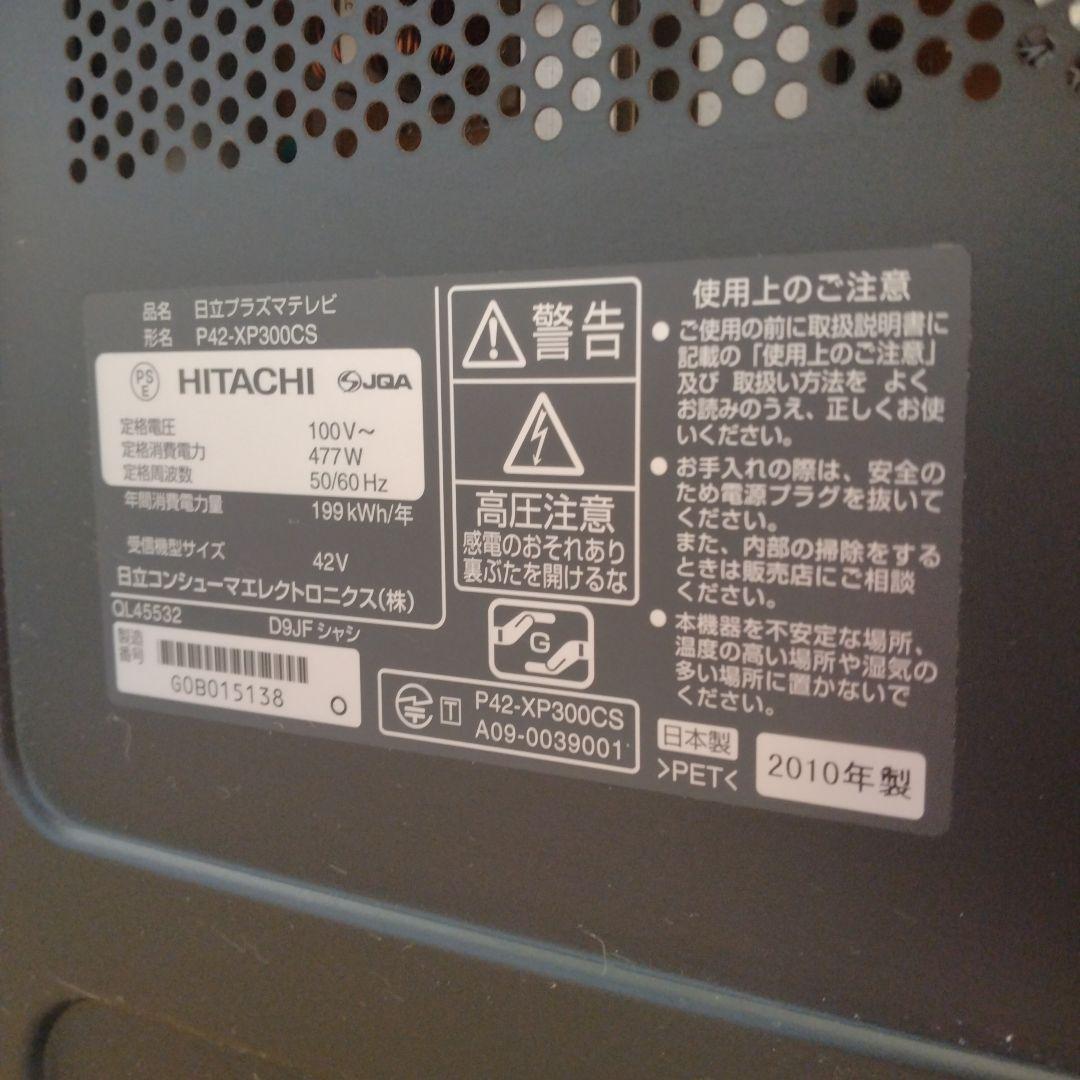 品名 日立プラズマテレビ
形名 P42-XP300CS
PSE HITACHI JQA
定格電圧 100V～
定格消費電力 477W
定格周波数 50/60Hz
年間消費電力量 199kWh/年
受信機型サイズ 42V
日立コンシューマエレクトロニクス(株)
QL45532 D9JFシャシ
製造番号
G0B015138 O
警告
高圧注意
感電のおそれあり
裏ぶたを開けるな
G
T P42-XP300CS
A09-0039001
使用上のご注意
●ご使用の前に取扱説明書に
記載の「使用上のご注意」
及び 取扱い方法を よく
お読みのうえ、正しくお使
いください。
●お手入れの際は、安全の
ため電源プラグを抜いて
ください。
また、内部の掃除をする
ときは販売店にご相談
ください。
●本機器を不安定な場所、
温度の高い場所や湿気の
多い場所に置かないで
ください。
日本製
>PET<
2010年製